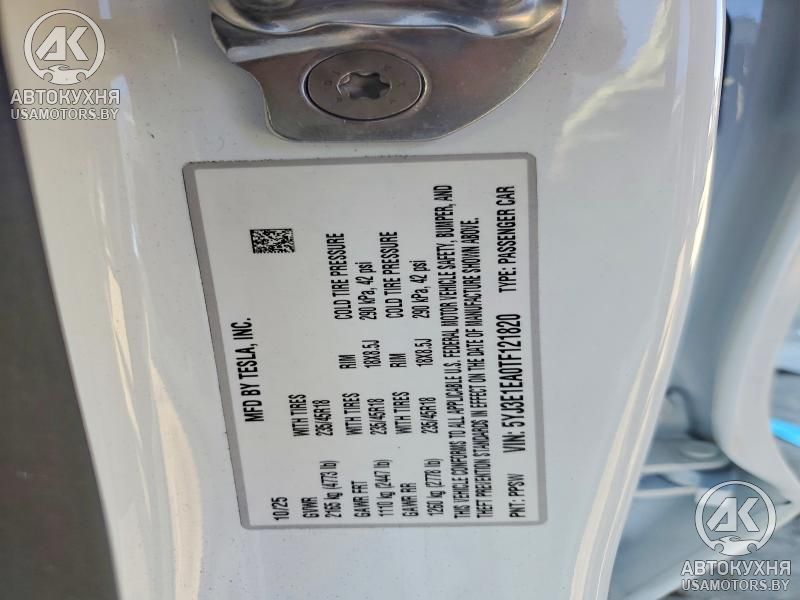 AK
АВТОКУХНЯ
USAMOTORS.BY
MFD BY TESLA, INC.
10/25
GVWR
2165 kg (4773 lb)
WITH TIRES
235/45R18
GAWR FRT
1110 kg (2447 lb)
WITH TIRES
235/45R18
RIM
18X8.5J
COLD TIRE PRESSURE
290 kPa, 42 psi
GAWR RR
1260 kg (2778 lb)
WITH TIRES
235/45R18
RIM
18X8.5J
COLD TIRE PRESSURE
290 kPa, 42 psi
THIS VEHICLE CONFORMS TO ALL APPLICABLE U.S. FEDERAL MOTOR VEHICLE SAFETY, BUMPER, AND
THEFT PREVENTION STANDARDS IN EFFECT ON THE DATE OF MANUFACTURE SHOWN ABOVE.
PNT: PPSW VIN: 5YJ3E1EA0TF121820 TYPE: PASSENGER CAR
AK
АВТОКУХНЯ
USAMOTORS.BY